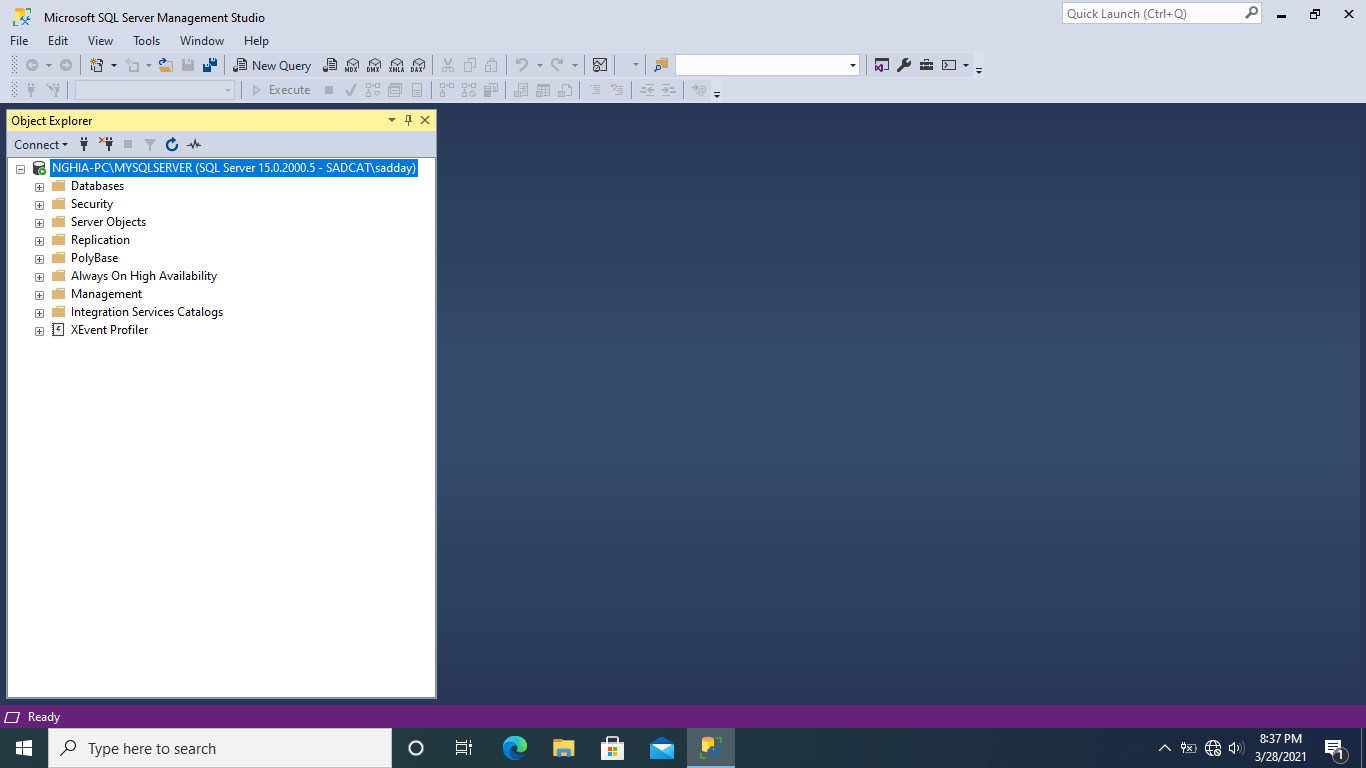 Microsoft SQL Server Management Studio
Quick Launch (Ctrl+Q)
File Edit View Tools Window Help
New Query MDX DMX XMLA DAX
Execute
Object Explorer
Connect
NGHIA-PC\MYSQLSERVER (SQL Server 15.0.2000.5 - SADCAT\sadday)
Databases
Security
Server Objects
Replication
PolyBase
Always On High Availability
Management
Integration Services Catalogs
XEvent Profiler
Ready
Type here to search
8:37 PM
3/28/2021
1